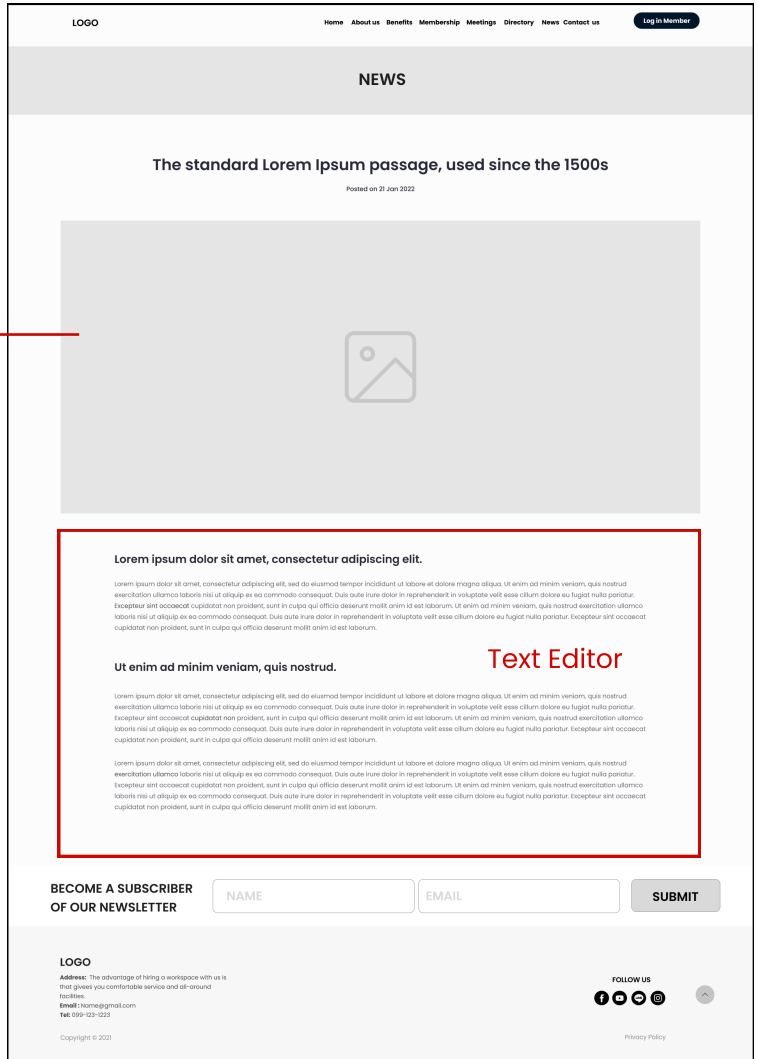 LOGO
Home About us Benefits Membership Meetings Directory News Contact us
Log in Member
NEWS
The standard Lorem Ipsum passage, used since the 1500s
Posted on 21 Jan 2022
Lorem ipsum dolor sit amet, consectetur adipiscing elit.
Lorem ipsum dolor sit amet, consectetur adipiscing elit, sed do eiusmod tempor incididunt ut labore et dolore magna aliqua. Ut enim ad minim veniam, quis nostrud
exercitation ullamco laboris nisi ut aliquip ex ea commodo consequat. Duis aute irure dolor in reprehenderit in voluptate velit esse cillum dolore eu fugiat nulla pariatur.
Excepteur sint occaecat cupidatat non proident, sunt in culpa qui officia deserunt mollit anim id est laborum. Ut enim ad minim veniam, quis nostrud exercitation ullamco
laboris nisi ut aliquip ex ea commodo consequat. Duis aute irure dolor in reprehenderit in voluptate velit esse cillum dolore eu fugiat nulla pariatur. Excepteur sint occaecat
cupidatat non proident, sunt in culpa qui officia deserunt mollit anim id est laborum.
Text Editor
Ut enim ad minim veniam, quis nostrud.
Lorem ipsum dolor sit amet, consectetur adipiscing elit, sed do eiusmod tempor incididunt ut labore et dolore magna aliqua. Ut enim ad minim veniam, quis nostrud
exercitation ullamco laboris nisi ut aliquip ex ea commodo consequat. Duis aute irure dolor in reprehenderit in voluptate velit esse cillum dolore eu fugiat nulla pariatur.
Excepteur sint occaecat cupidatat non proident, sunt in culpa qui officia deserunt mollit anim id est laborum. Ut enim ad minim veniam, quis nostrud exercitation ullamco
laboris nisi ut aliquip ex ea commodo consequat. Duis aute irure dolor in reprehenderit in voluptate velit esse cillum dolore eu fugiat nulla pariatur. Excepteur sint occaecat
cupidatat non proident, sunt in culpa qui officia deserunt mollit anim id est laborum.
Lorem ipsum dolor sit amet, consectetur adipiscing elit, sed do eiusmod tempor incididunt ut labore et dolore magna aliqua. Ut enim ad minim veniam, quis nostrud
exercitation ullamco laboris nisi ut aliquip ex ea commodo consequat. Duis aute irure dolor in reprehenderit in voluptate velit esse cillum dolore eu fugiat nulla pariatur.
Excepteur sint occaecat cupidatat non proident, sunt in culpa qui officia deserunt mollit anim id est laborum. Ut enim ad minim veniam, quis nostrud exercitation ullamco
laboris nisi ut aliquip ex ea commodo consequat. Duis aute irure dolor in reprehenderit in voluptate velit esse cillum dolore eu fugiat nulla pariatur. Excepteur sint occaecat
cupidatat non proident, sunt in culpa qui officia deserunt mollit anim id est laborum.
BECOME A SUBSCRIBER
OF OUR NEWSLETTER
NAME
EMAIL
SUBMIT
LOGO
Address: The advantage of hiring a workspace with us is
that givees you comfortable service and all-around
facilities.
Email : Name@gmail.com
Tel: 099-123-1223
FOLLOW US
Copyright © 2021
Privacy Policy